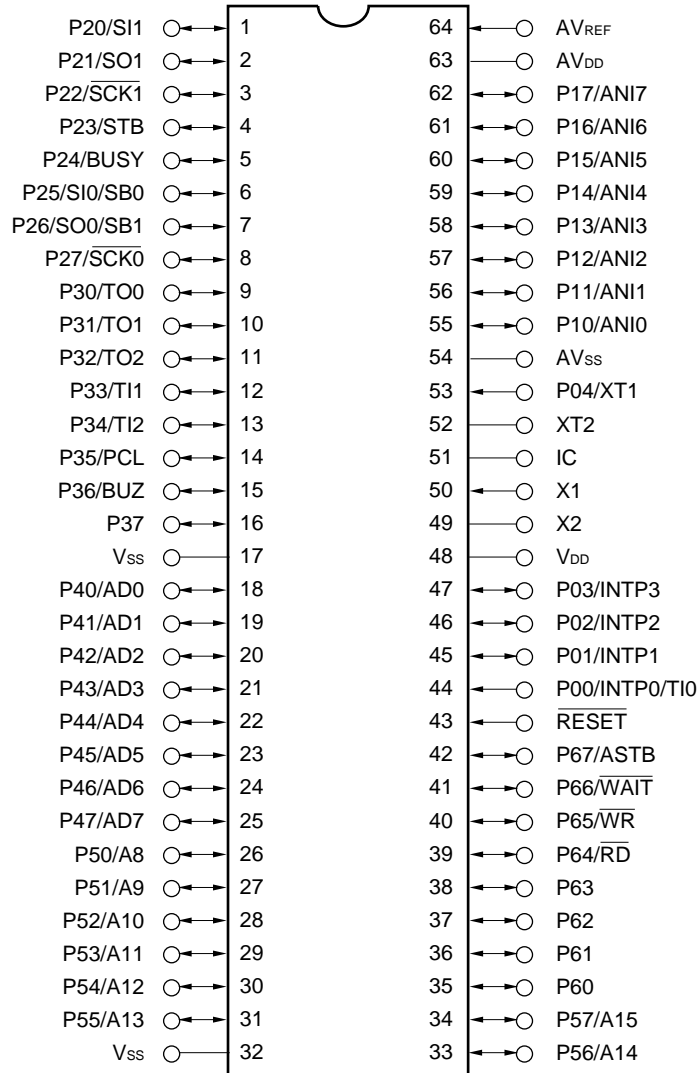 P20/SI1 1 64 AVREF
P21/SO1 2 63 AVDD
P22/S̅C̅K̅1̅ 3 62 P17/ANI7
P23/STB 4 61 P16/ANI6
P24/BUSY 5 60 P15/ANI5
P25/SI0/SB0 6 59 P14/ANI4
P26/SO0/SB1 7 58 P13/ANI3
P27/S̅C̅K̅0̅ 8 57 P12/ANI2
P30/TO0 9 56 P11/ANI1
P31/TO1 10 55 P10/ANI0
P32/TO2 11 54 AVSS
P33/TI1 12 53 P04/XT1
P34/TI2 13 52 XT2
P35/PCL 14 51 IC
P36/BUZ 15 50 X1
P37 16 49 X2
VSS 17 48 VDD
P40/AD0 18 47 P03/INTP3
P41/AD1 19 46 P02/INTP2
P42/AD2 20 45 P01/INTP1
P43/AD3 21 44 P00/INTP0/TI0
P44/AD4 22 43 R̅E̅S̅E̅T̅
P45/AD5 23 42 P67/ASTB
P46/AD6 24 41 P66/W̅A̅I̅T̅
P47/AD7 25 40 P65/W̅R̅
P50/A8 26 39 P64/R̅D̅
P51/A9 27 38 P63
P52/A10 28 37 P62
P53/A11 29 36 P61
P54/A12 30 35 P60
P55/A13 31 34 P57/A15
VSS 32 33 P56/A14